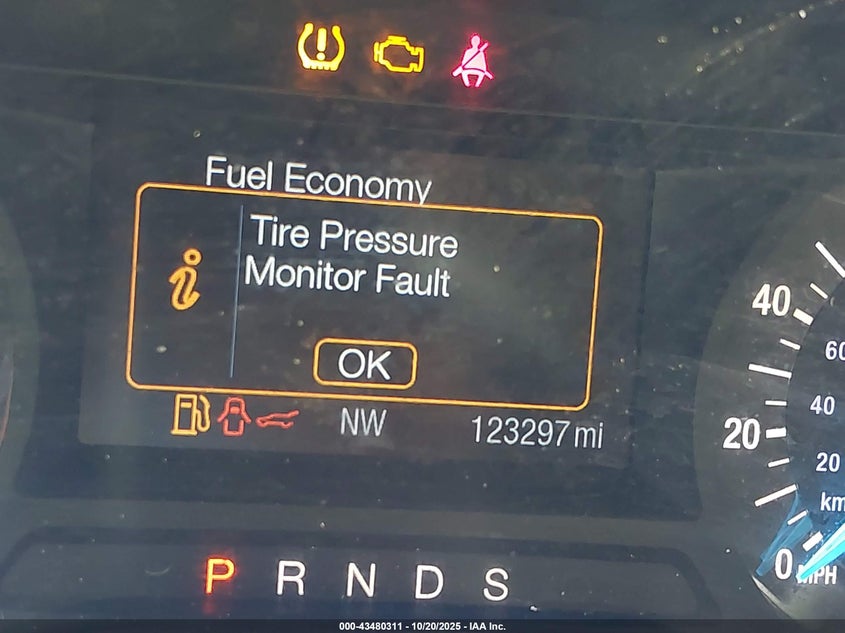 Fuel Economy
Tire Pressure
Monitor Fault
OK
NW 123297 mi
P R N D S
40
20
0
MPH
60
40
20
km
000-43480311 - 10/20/2025 - IAA Inc.